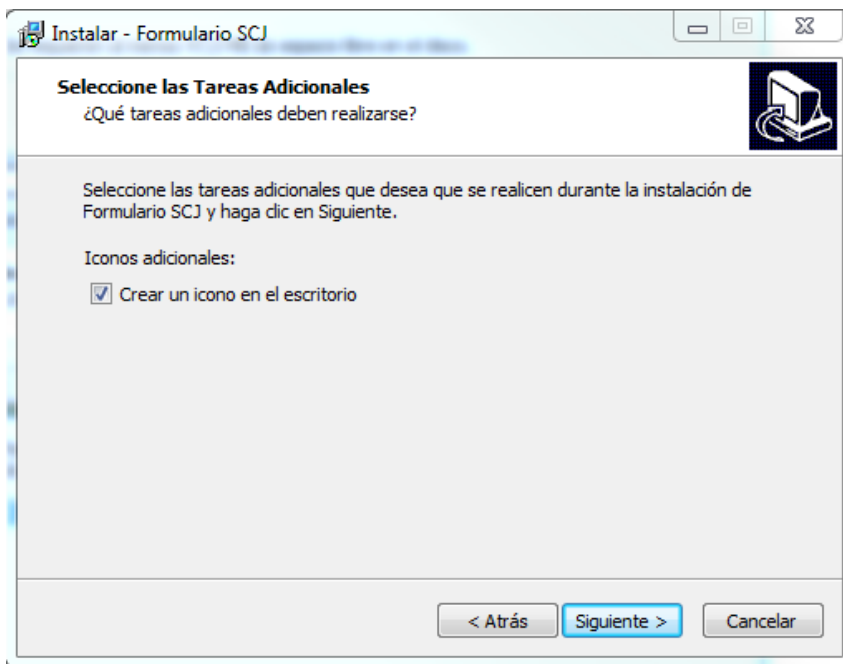 Instalar - Formulario SCJ
Seleccione las Tareas Adicionales
¿Qué tareas adicionales deben realizarse?
Seleccione las tareas adicionales que desea que se realicen durante la instalación de
Formulario SCJ y haga clic en Siguiente.
Iconos adicionales:
Crear un icono en el escritorio
< Atrás
Siguiente >
Cancelar